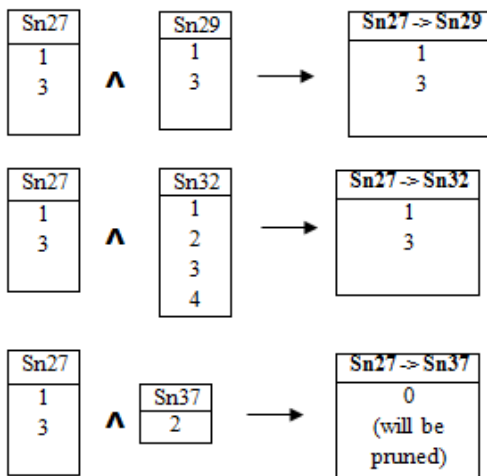 Sn27
1
3
ʌ
Sn29
1
3
Sn27 -> Sn29
1
3
Sn27
1
3
ʌ
Sn32
1
2
3
4
Sn27 -> Sn32
1
3
Sn27
1
3
ʌ
Sn37
2
Sn27 -> Sn37
0
(will be
pruned)